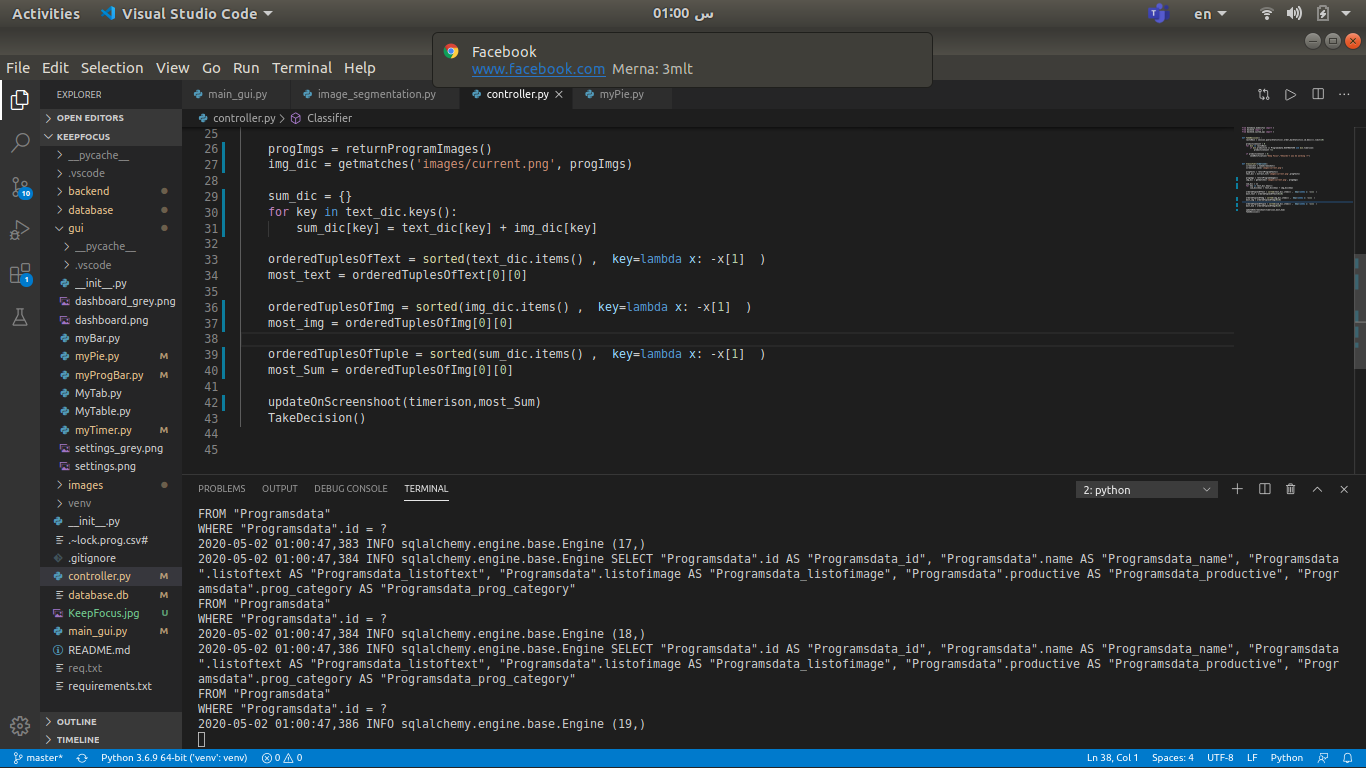 Activities
Visual Studio Code
س 01:00
en
Facebook
www.facebook.com Merna: 3mlt
File Edit Selection View Go Run Terminal Help
EXPLORER
main_gui.py
image_segmentation.py
controller.py
myPie.py
OPEN EDITORS
KEEPFOCUS
__pycache__
.vscode
backend
database
gui
__pycache__
.vscode
__init__.py
dashboard_grey.png
dashboard.png
myBar.py
myPie.py M
myProgBar.py M
MyTab.py
MyTable.py
myTimer.py M
settings_grey.png
settings.png
images
venv
__init__.py
.~lock.prog.csv#
.gitignore
controller.py M
database.db M
KeepFocus.jpg U
main_gui.py M
README.md
req.txt
requirements.txt
OUTLINE
TIMELINE
10
1
controller.py > Classifier
25
26 progImgs = returnProgramImages()
27 img_dic = getmatches('images/current.png', progImgs)
28
29 sum_dic = {}
30 for key in text_dic.keys():
31 sum_dic[key] = text_dic[key] + img_dic[key]
32
33 orderedTuplesOfText = sorted(text_dic.items() , key=lambda x: -x[1] )
34 most_text = orderedTuplesOfText[0][0]
35
36 orderedTuplesOfImg = sorted(img_dic.items() , key=lambda x: -x[1] )
37 most_img = orderedTuplesOfImg[0][0]
38
39 orderedTuplesOfTuple = sorted(sum_dic.items() , key=lambda x: -x[1] )
40 most_Sum = orderedTuplesOfImg[0][0]
41
42 updateOnScreenshoot(timerison,most_Sum)
43 TakeDecision()
44
45
PROBLEMS OUTPUT DEBUG CONSOLE TERMINAL
2: python
FROM "Programsdata"
WHERE "Programsdata".id = ?
2020-05-02 01:00:47,383 INFO sqlalchemy.engine.base.Engine (17,)
2020-05-02 01:00:47,384 INFO sqlalchemy.engine.base.Engine SELECT "Programsdata".id AS "Programsdata_id", "Programsdata".name AS "Programsdata_name", "Programsdata
".listoftext AS "Programsdata_listoftext", "Programsdata".listofimage AS "Programsdata_listofimage", "Programsdata".productive AS "Programsdata_productive", "Progr
amsdata".prog_category AS "Programsdata_prog_category"
FROM "Programsdata"
WHERE "Programsdata".id = ?
2020-05-02 01:00:47,384 INFO sqlalchemy.engine.base.Engine (18,)
2020-05-02 01:00:47,386 INFO sqlalchemy.engine.base.Engine SELECT "Programsdata".id AS "Programsdata_id", "Programsdata".name AS "Programsdata_name", "Programsdata
".listoftext AS "Programsdata_listoftext", "Programsdata".listofimage AS "Programsdata_listofimage", "Programsdata".productive AS "Programsdata_productive", "Progr
amsdata".prog_category AS "Programsdata_prog_category"
FROM "Programsdata"
WHERE "Programsdata".id = ?
2020-05-02 01:00:47,386 INFO sqlalchemy.engine.base.Engine (19,)
master* Python 3.6.9 64-bit ('venv': venv) 0 0 Ln 38, Col 1 Spaces: 4 UTF-8 LF Python